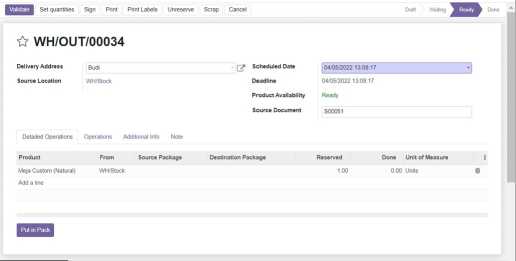 Validate Set quantities Sign Print Print Labels Unreserve Scrap Cancel Draft Waiting Ready Done
WH/OUT/00034
Delivery Address Budi Scheduled Date 04/05/2022 13:09:17
Source Location WH/Stock Deadline 04/05/2022 13:09:17
Product Availability Ready
Source Document S00051
Detailed Operations Operations Additional Info Note
Product From Source Package Destination Package Reserved Done Unit of Measure
Meja Custom (Natural) WH/Stock 1.00 0.00 Units
Add a line
Put in Pack